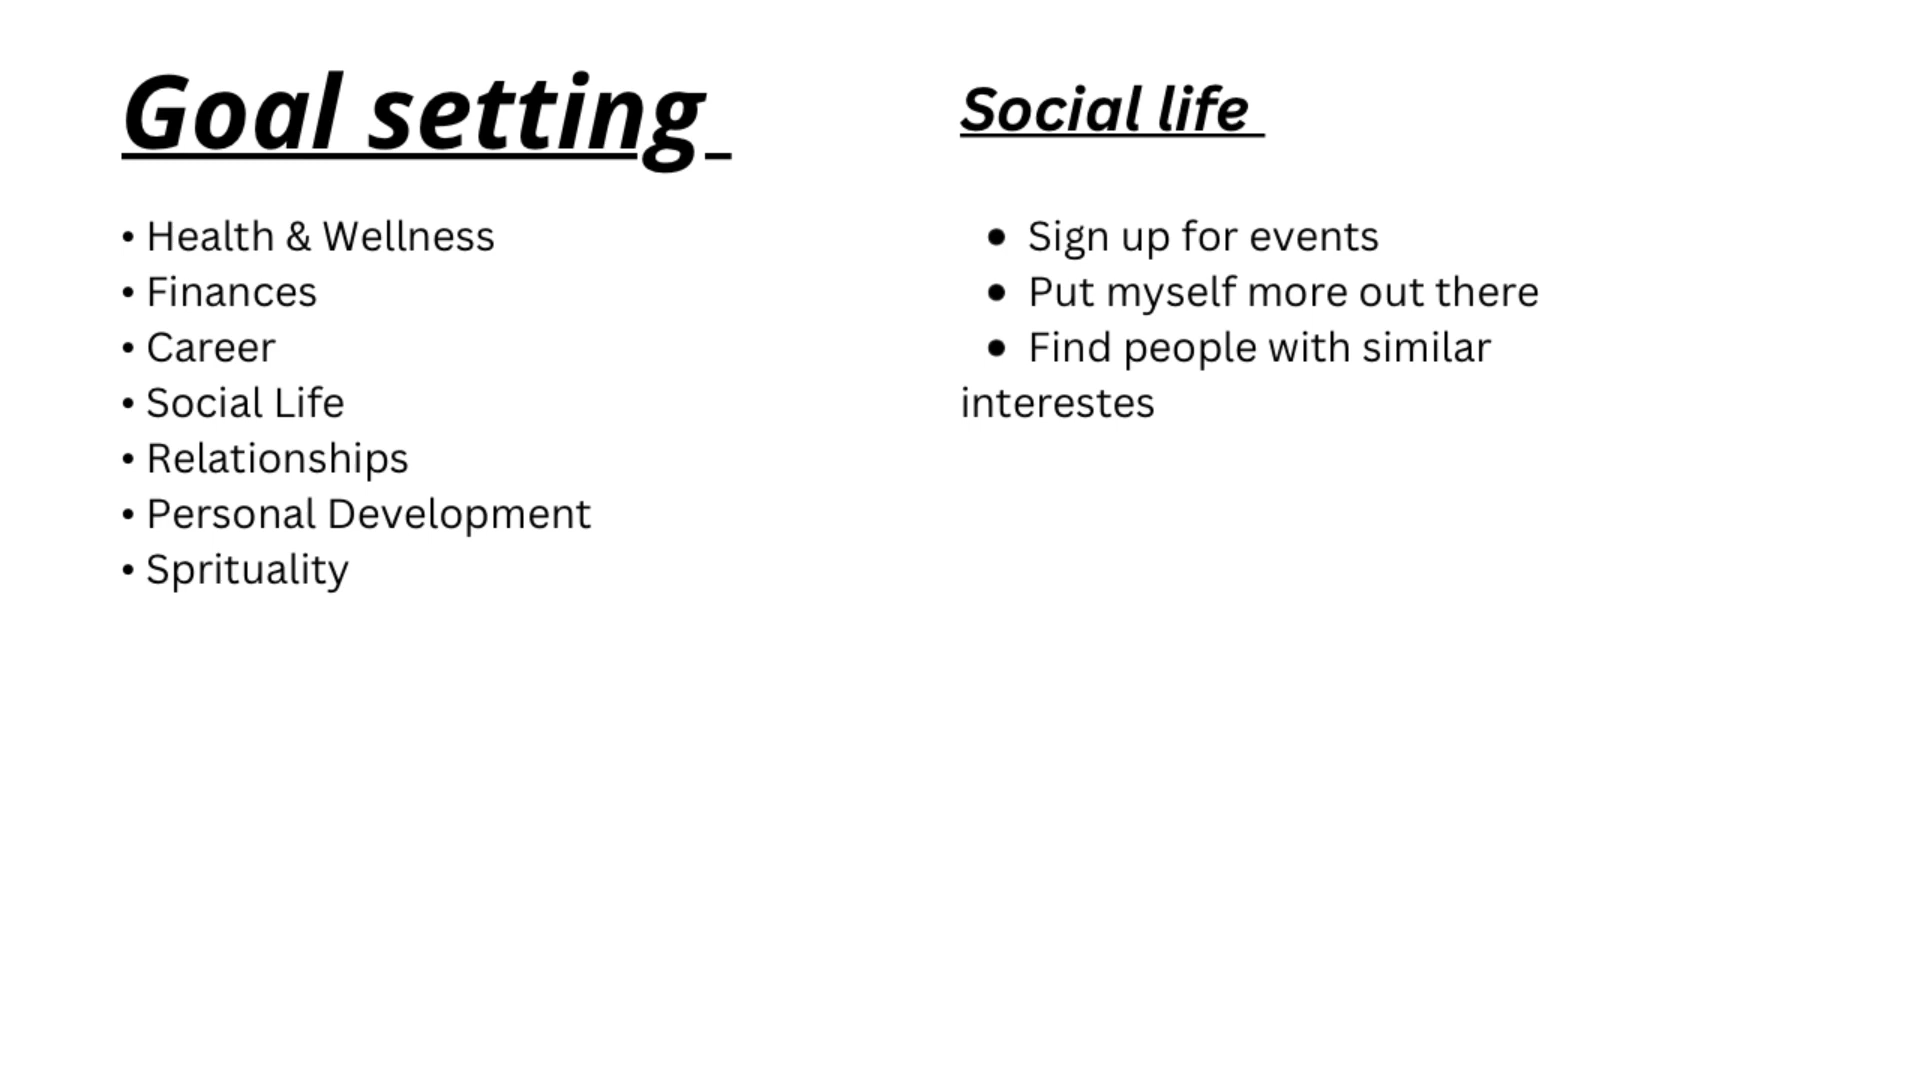 Goal setting
• Health & Wellness
• Finances
• Career
• Social Life
• Relationships
• Personal Development
• Sprituality
Social life
• Sign up for events
• Put myself more out there
• Find people with similar
interestes